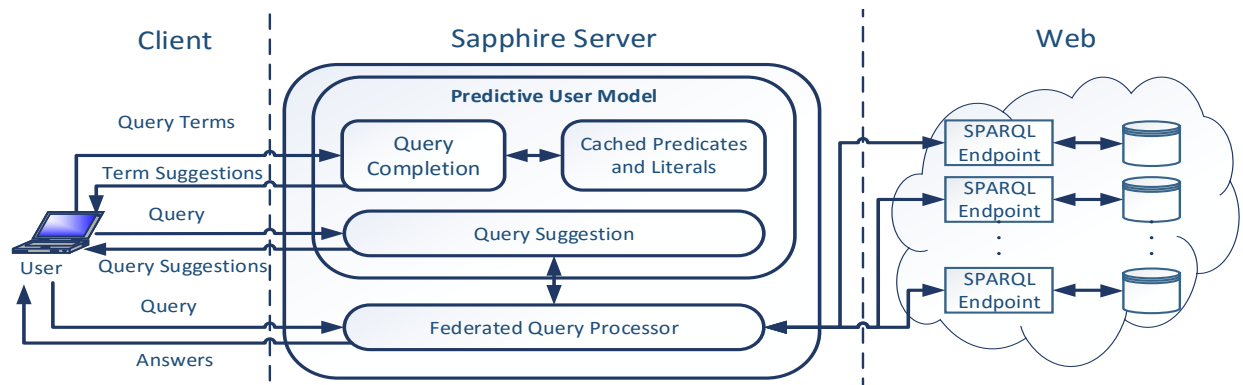 Client
Sapphire Server
Web
Predictive User Model
Query Terms
Query
Completion
Cached Predicates
and Literals
Term Suggestions
Query
Query Suggestion
Query Suggestions
User
Query
Federated Query Processor
Answers
SPARQL
Endpoint
SPARQL
Endpoint
SPARQL
Endpoint